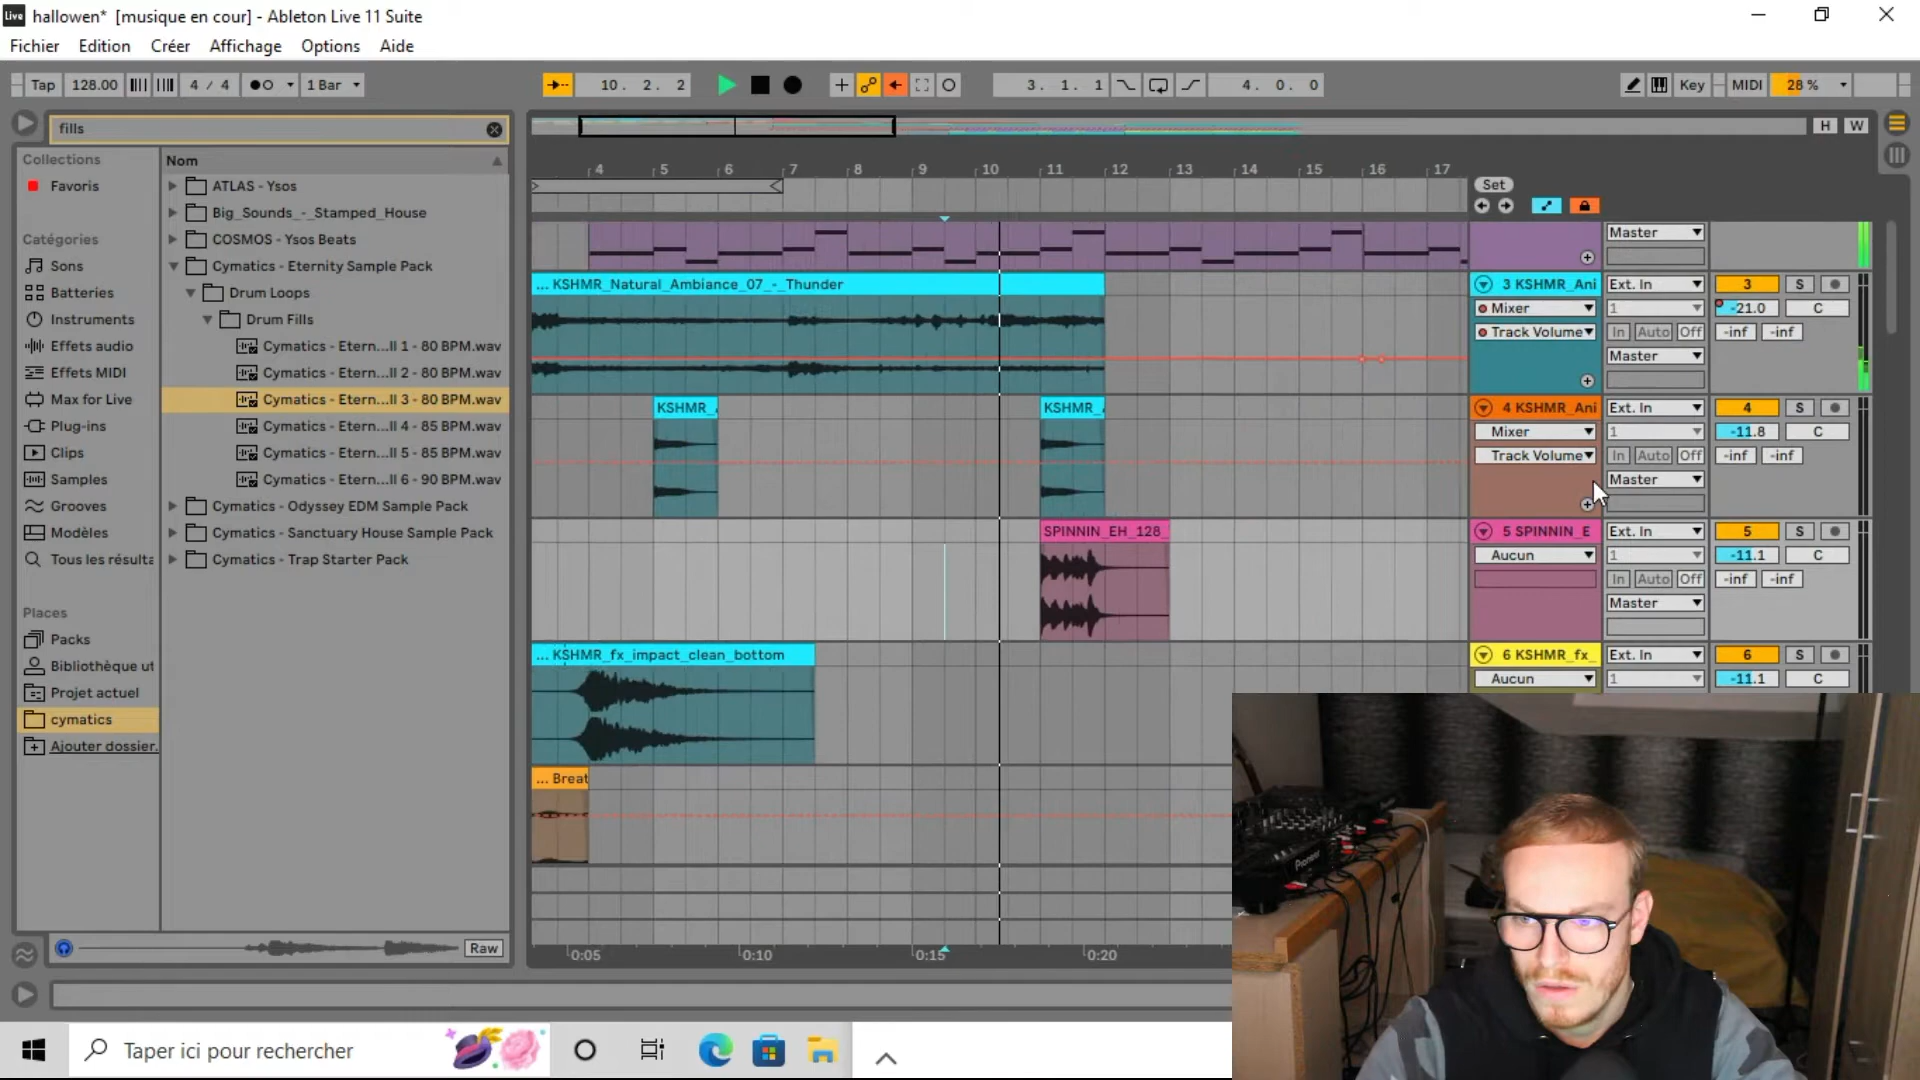 Live hallowen* [musique en cour] - Ableton Live 11 Suite
Fichier Edition Créer Affichage Options Aide
Tap 128.00 4 / 4 1 Bar 10. 2. 2 3. 1. 1 4. 0. 0 Key MIDI 28 %
fills
H W
Collections
Favoris
Catégories
Sons
Batteries
Instruments
Effets audio
Effets MIDI
Max for Live
Plug-ins
Clips
Samples
Grooves
Modèles
Tous les résulta
Places
Packs
Bibliothèque ut
Projet actuel
cymatics
Ajouter dossier.
Nom
ATLAS - Ysos
Big_Sounds_-_Stamped_House
COSMOS - Ysos Beats
Cymatics - Eternity Sample Pack
Drum Loops
Drum Fills
Cymatics - Etern...ll 1 - 80 BPM.wav
Cymatics - Etern...ll 2 - 80 BPM.wav
Cymatics - Etern...ll 3 - 80 BPM.wav
Cymatics - Etern...ll 4 - 85 BPM.wav
Cymatics - Etern...ll 5 - 85 BPM.wav
Cymatics - Etern...ll 6 - 90 BPM.wav
Cymatics - Odyssey EDM Sample Pack
Cymatics - Sanctuary House Sample Pack
Cymatics - Trap Starter Pack
Raw
4 5 6 7 8 9 10 11 12 13 14 15 16 17
Set
Master
... KSHMR_Natural_Ambiance_07_-_Thunder
3 KSHMR_Ani Ext. In 3 S
Mixer 1 -21.0 C
Track Volume In Auto Off -inf -inf
Master
KSHMR_ KSHMR_
4 KSHMR_Ani Ext. In 4 S
Mixer 1 -11.8 C
Track Volume In Auto Off -inf -inf
Master
SPINNIN_EH_128_
5 SPINNIN_E Ext. In 5 S
Aucun 1 -11.1 C
In Auto Off -inf -inf
Master
... KSHMR_fx_impact_clean_bottom
6 KSHMR_fx_ Ext. In 6 S
Aucun 1 -11.1 C
... Breat
0:05 0:10 0:15 0:20
Pioneer
Taper ici pour rechercher